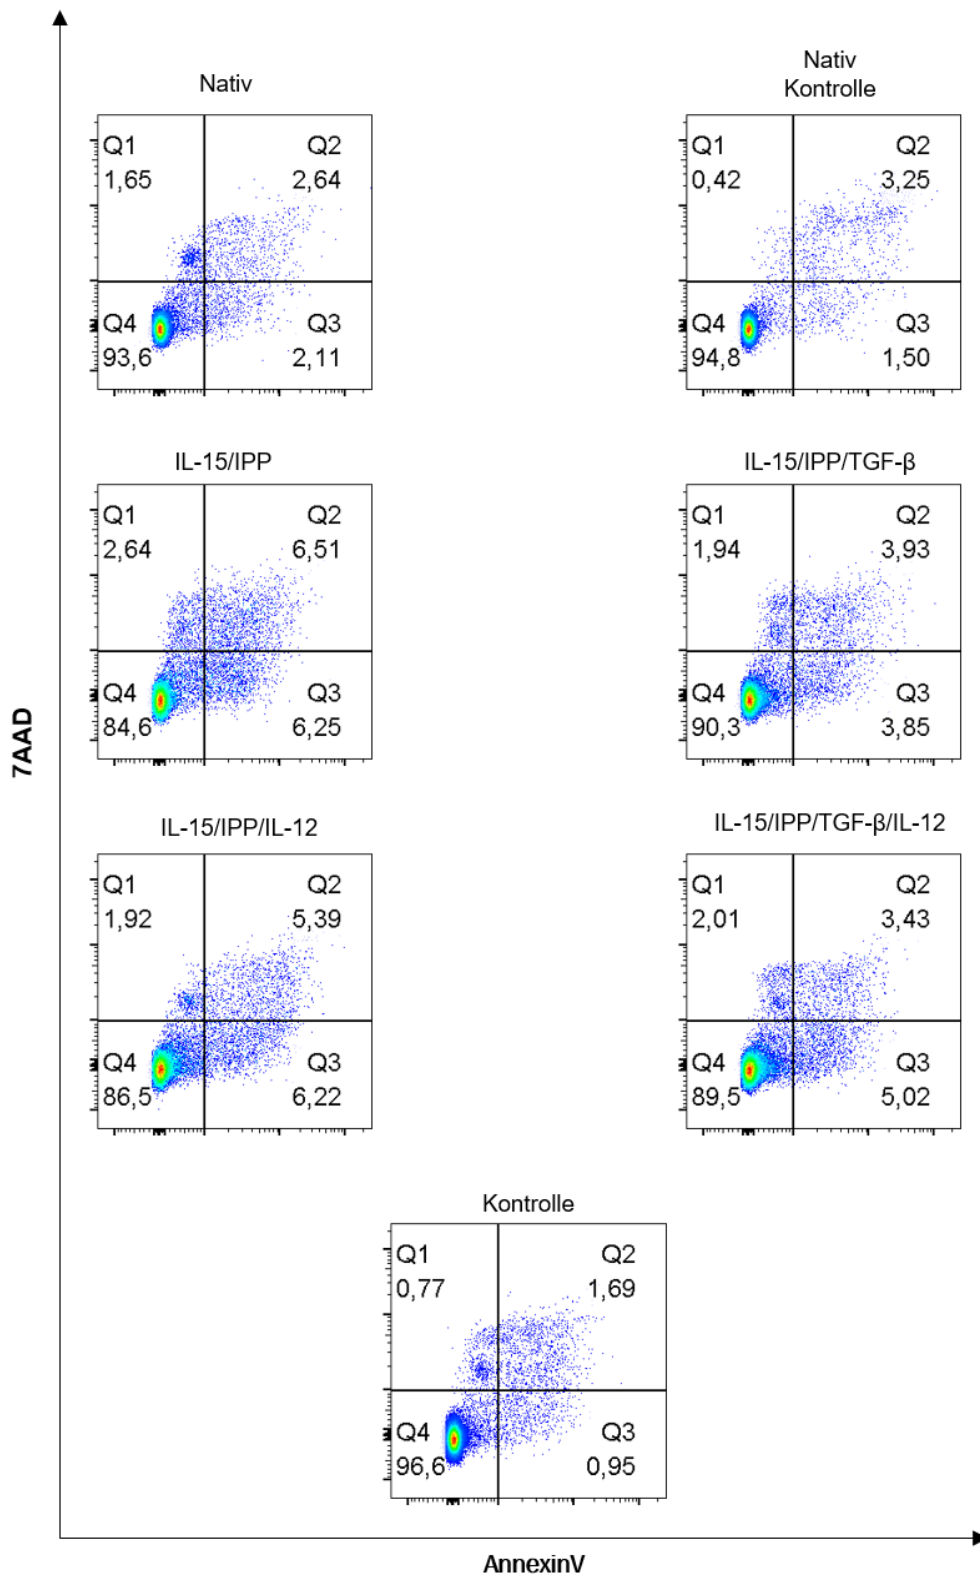 Nativ
Q1
1,65
Q2
2,64
Q4
93,6
Q3
2,11
Nativ
Kontrolle
Q1
0,42
Q2
3,25
Q4
94,8
Q3
1,50
IL-15/IPP
Q1
2,64
Q2
6,51
Q4
84,6
Q3
6,25
IL-15/IPP/TGF-β
Q1
1,94
Q2
3,93
Q4
90,3
Q3
3,85
IL-15/IPP/IL-12
Q1
1,92
Q2
5,39
Q4
86,5
Q3
6,22
IL-15/IPP/TGF-β/IL-12
Q1
2,01
Q2
3,43
Q4
89,5
Q3
5,02
Kontrolle
Q1
0,77
Q2
1,69
Q4
96,6
Q3
0,95
7AAD
AnnexinV